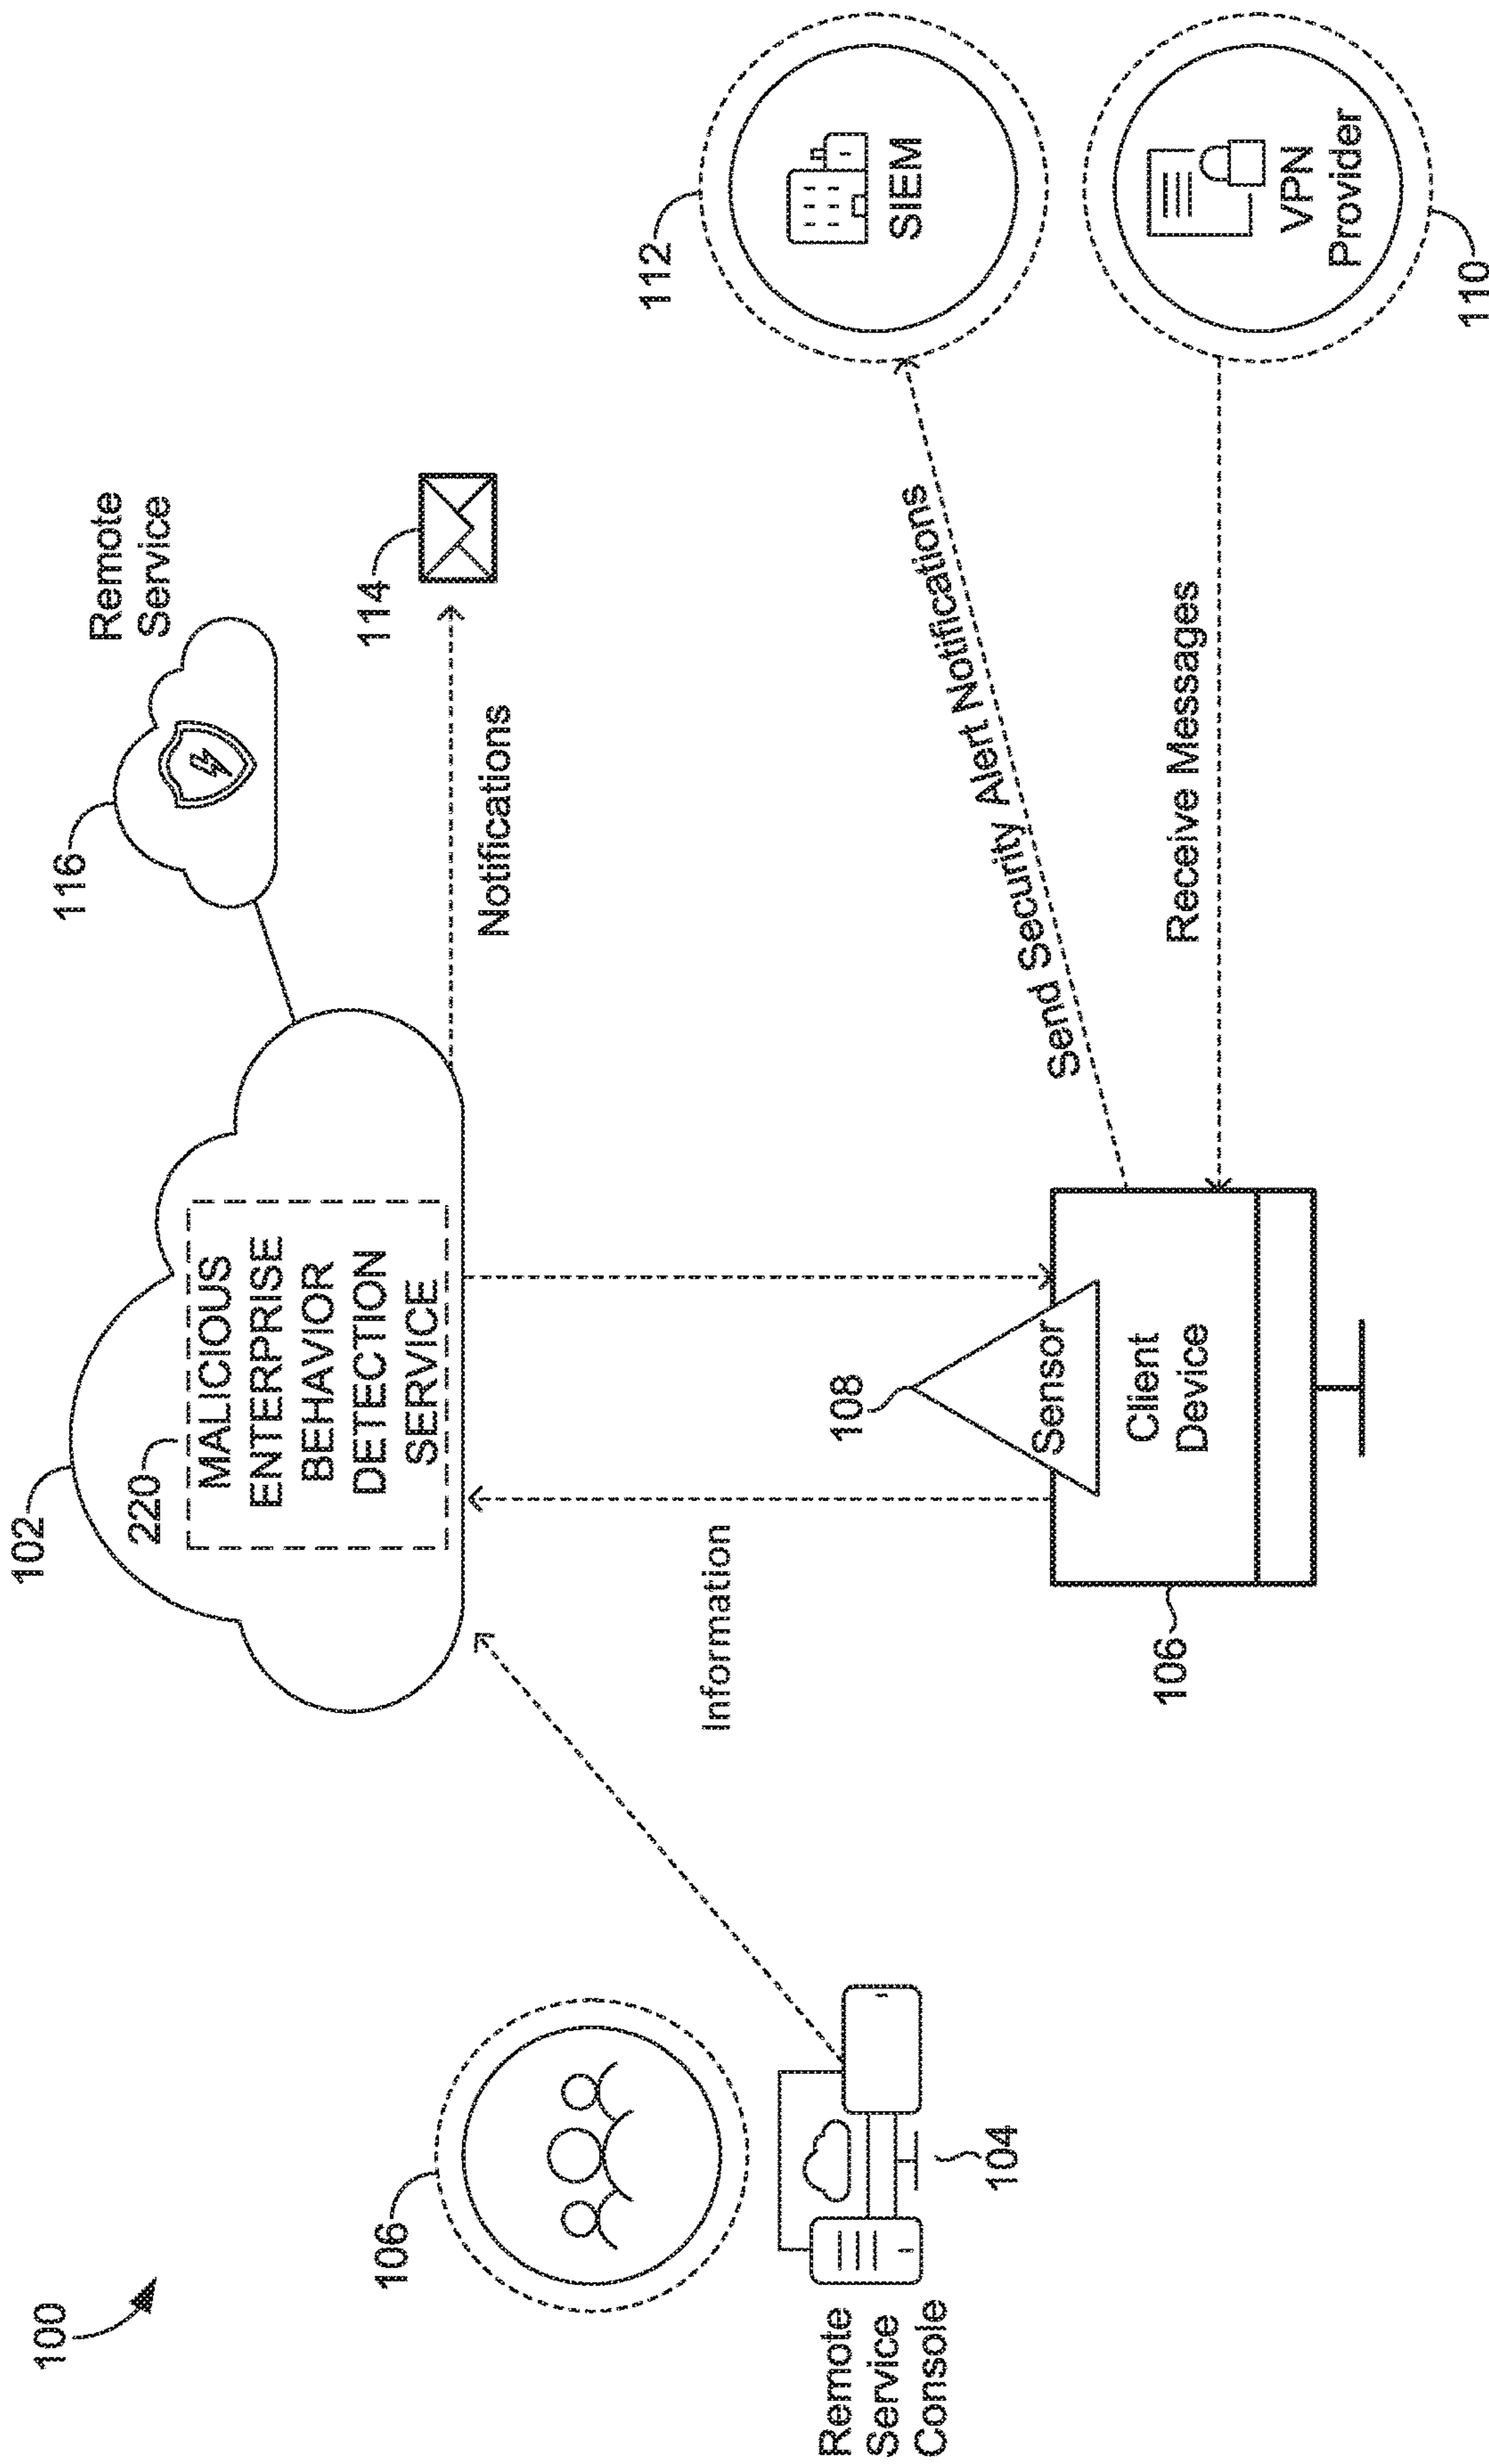 100
102
220
MALICIOUS
ENTERPRISE
BEHAVIOR
DETECTION
SERVICE
116
Remote
Service
114
Notifications
106
Remote
Service
Console
104
Information
108
Sensor
Client
Device
106
Send Security Alert Notifications
Receive Messages
112
SIEM
VPN
Provider
110